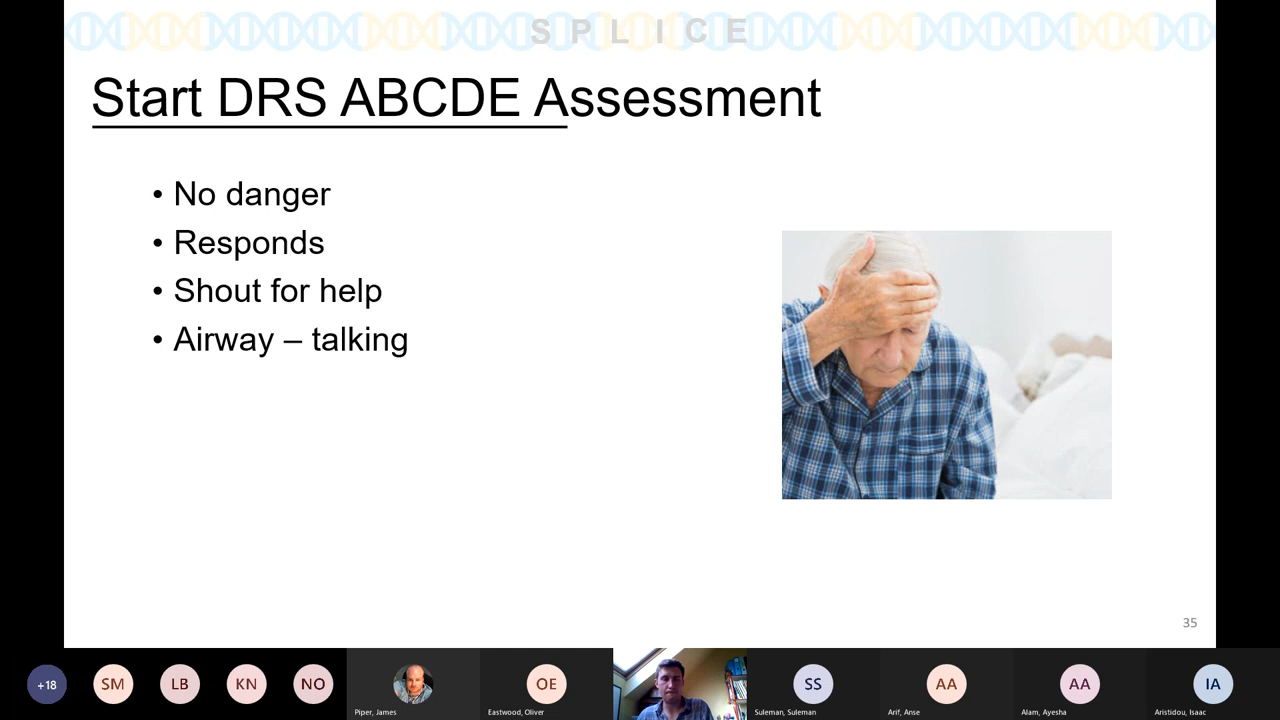 S P L I C E
Start DRS ABCDE Assessment
• No danger
• Responds
• Shout for help
• Airway – talking
35
+18
SM
LB
KN
NO
OE
SS
AA
AA
IA
Piper, James
Eastwood, Oliver
Suleman, Suleman
Arif, Anse
Alam, Ayesha
Aristidou, Isaac